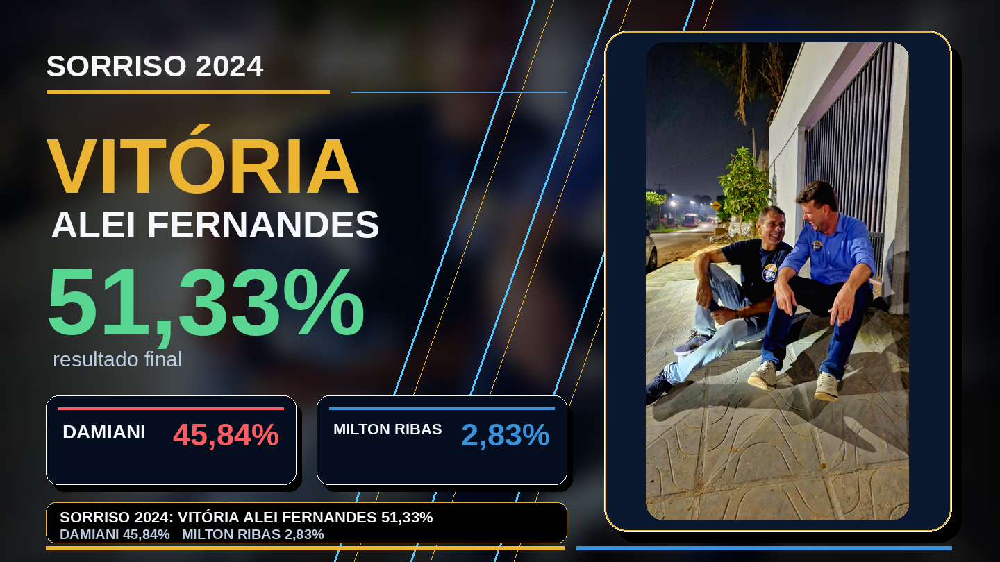 SORRISO 2024
VITÓRIA
ALEI FERNANDES
51,33%
resultado final
DAMIANI 45,84%
MILTON RIBAS 2,83%
SORRISO 2024: VITÓRIA ALEI FERNANDES 51,33%
DAMIANI 45,84% MILTON RIBAS 2,83%